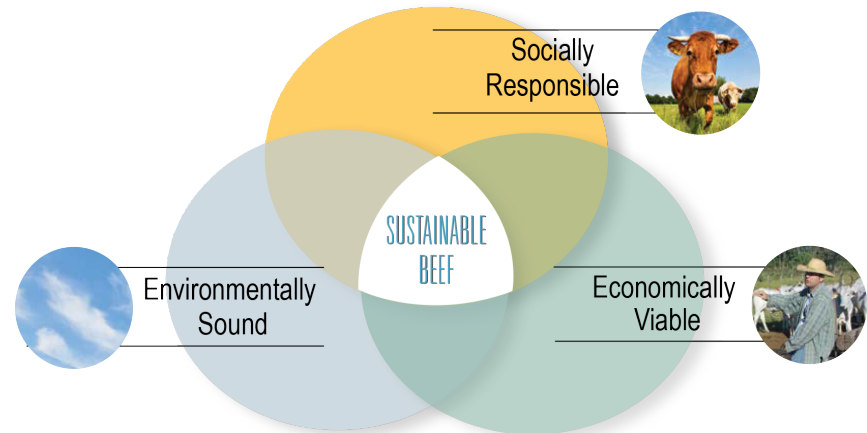 Socially
Responsible
SUSTAINABLE
BEEF
Environmentally
Sound
Economically
Viable